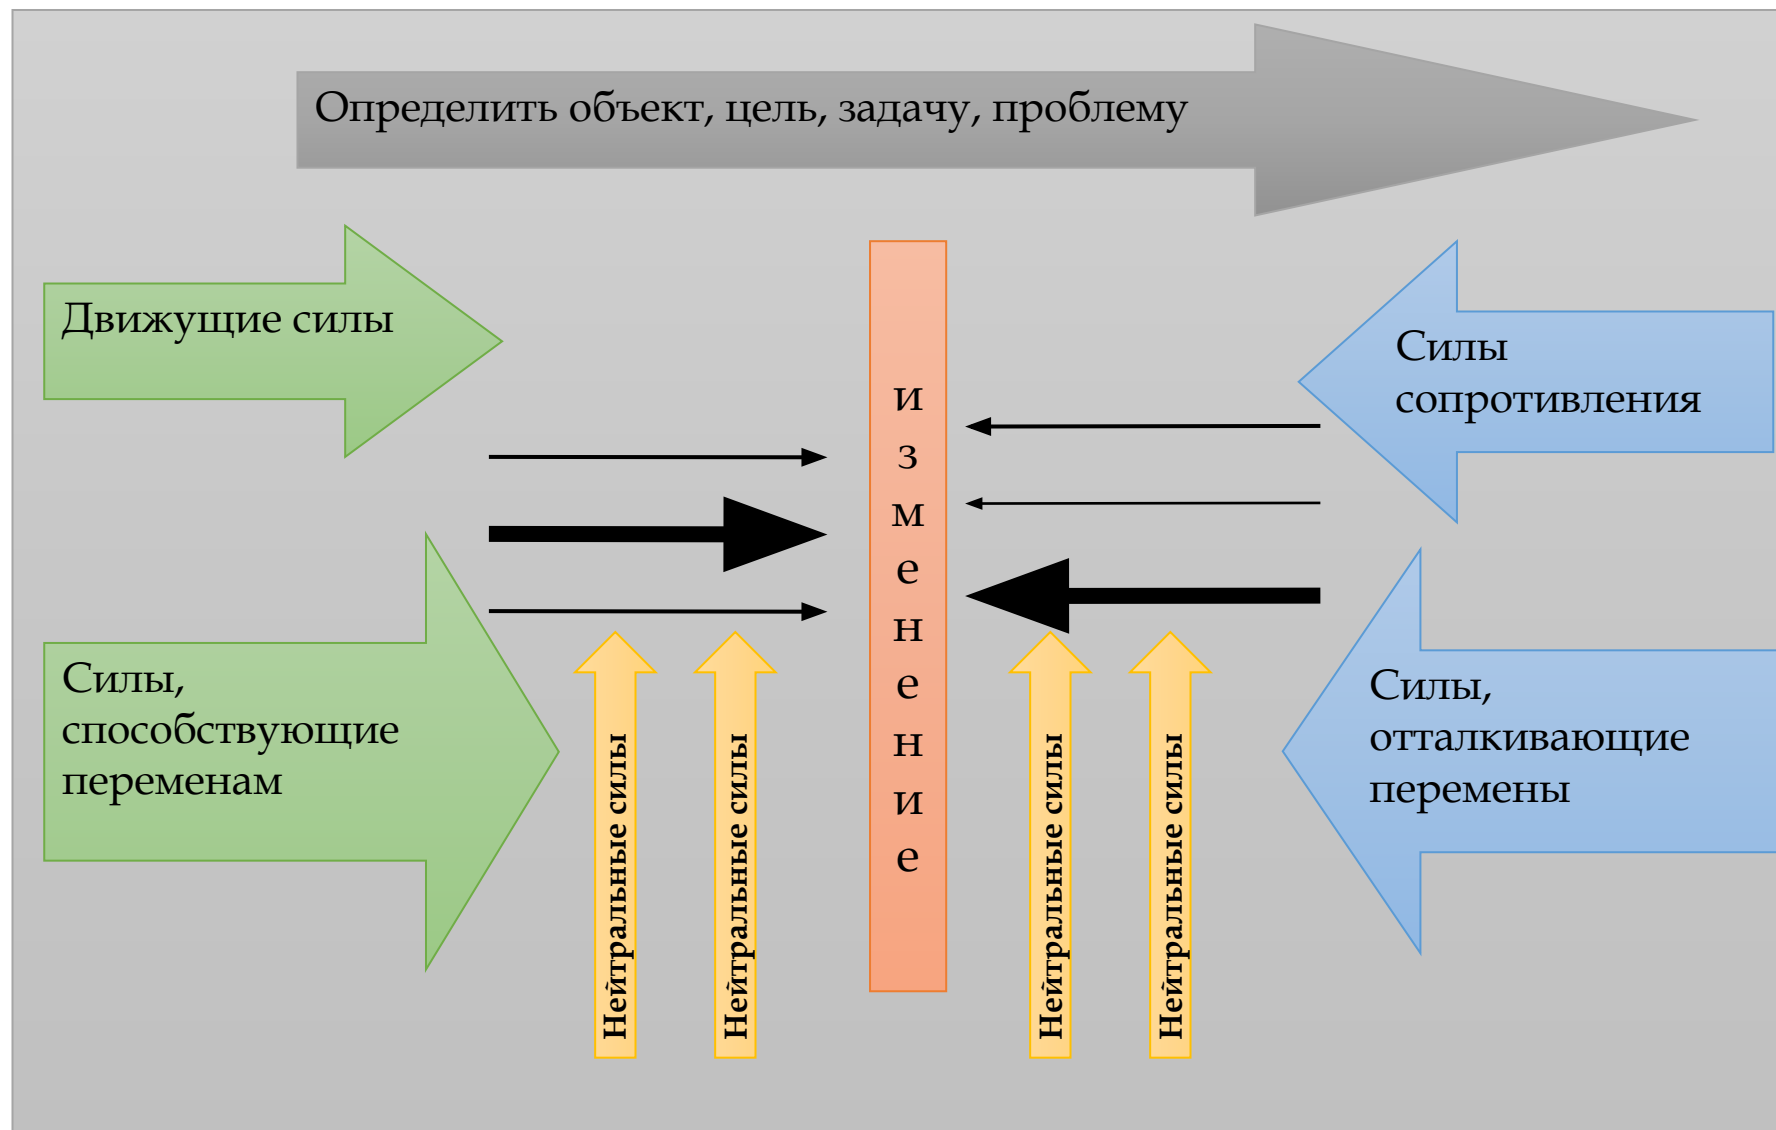 Определить объект, цель, задачу, проблему
Движущие силы
Силы
сопротивления
изменение
Силы,
способствующие
переменам
Нейтральные силы
Нейтральные силы
Нейтральные силы
Нейтральные силы
Силы,
отталкивающие
перемены